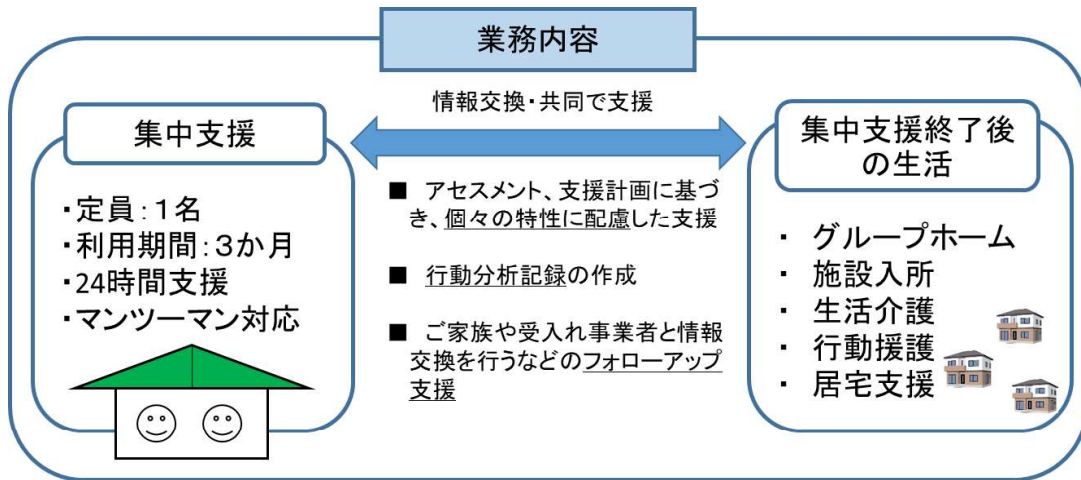 業務内容
情報交換・共同で支援
集中支援
・定員：１名
・利用期間：３か月
・24時間支援
・マンツーマン対応
■ アセスメント、支援計画に基づ
き、個々の特性に配慮した支援
■ 行動分析記録の作成
■ ご家族や受入れ事業者と情報
交換を行うなどのフォローアップ
支援
集中支援終了後
の生活
・ グループホーム
・ 施設入所
・ 生活介護
・ 行動援護
・ 居宅支援